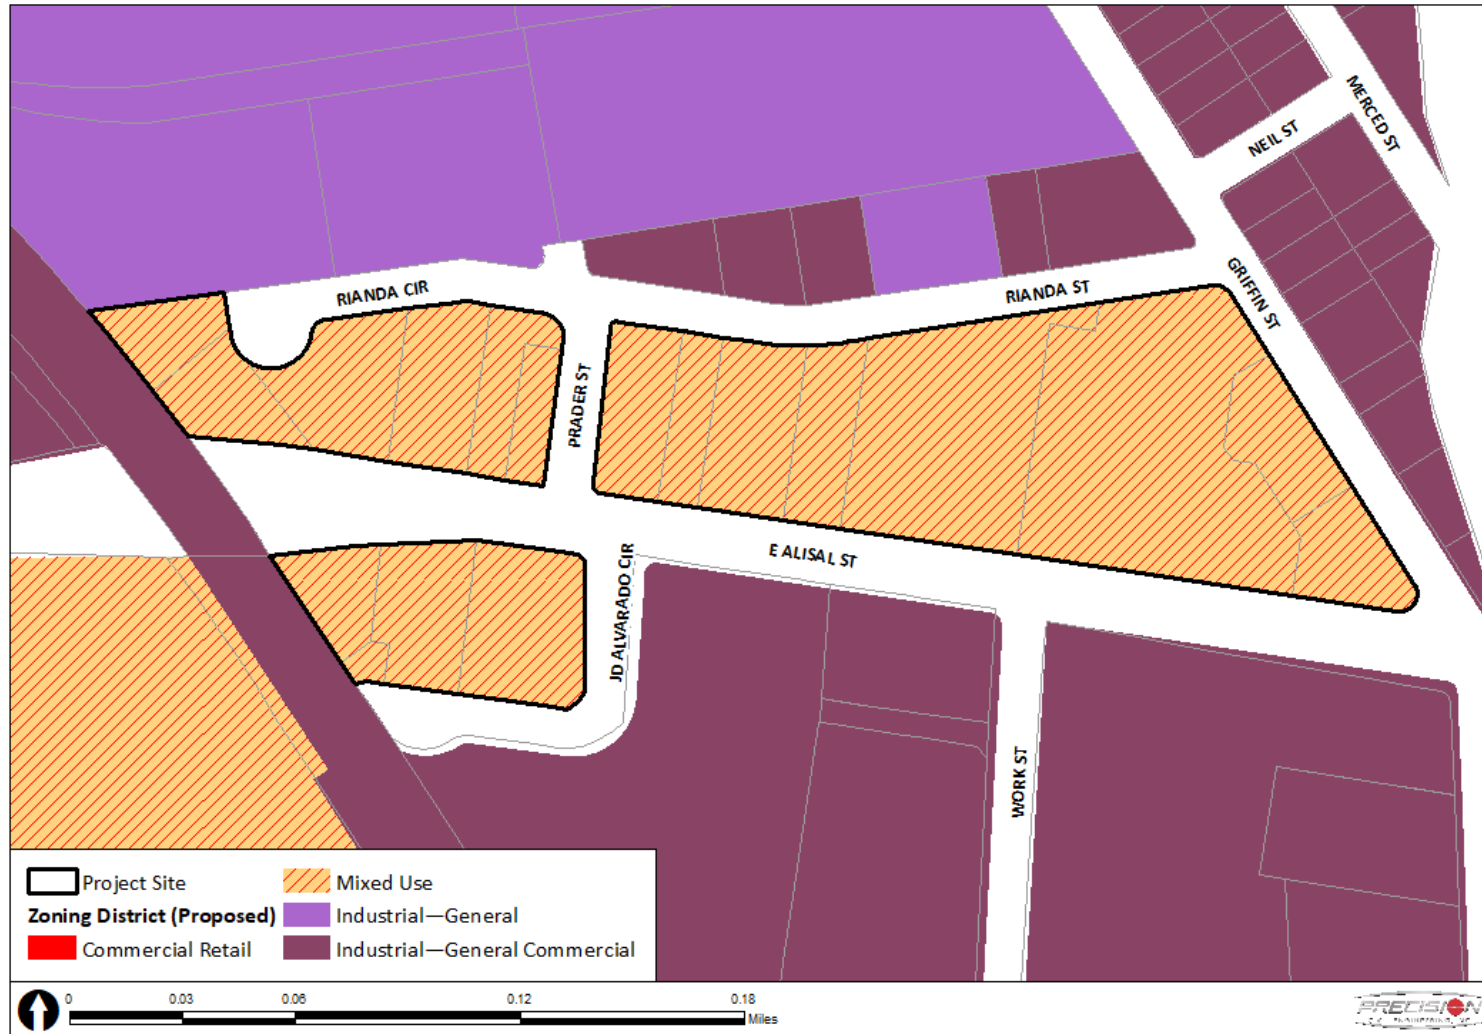 MERCED ST
NEIL ST
GRIFFIN ST
RIANDA CIR
RIANDA ST
PRADER ST
E ALISAL ST
JD ALVARADO CIR
WORK ST
Project Site
Mixed Use
Zoning District (Proposed)
Industrial—General
Commercial Retail
Industrial—General Commercial
0 0.03 0.06 0.12 0.18
Miles
PRECISION